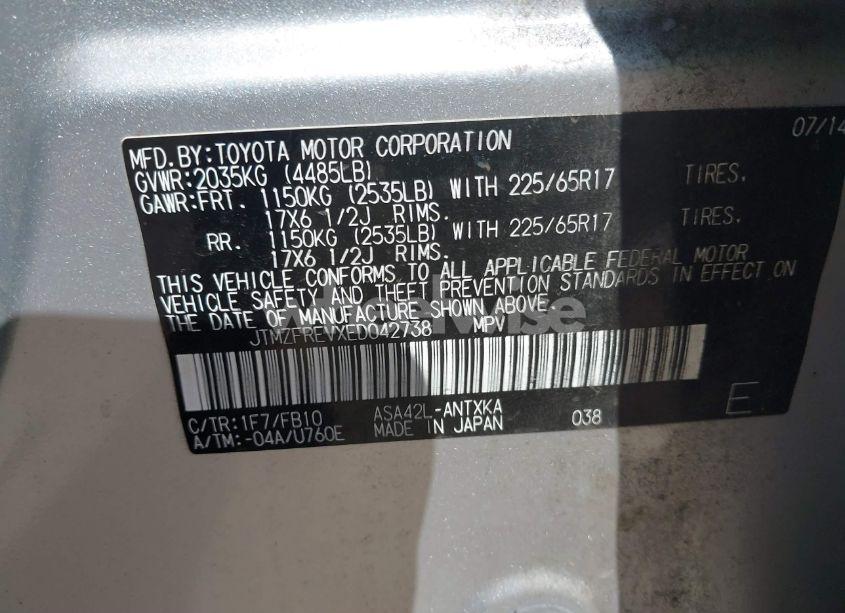 07/14
MFD.BY:TOYOTA MOTOR CORPORATION
GVWR:2035KG (4485LB)
GAWR:FRT. 1150KG (2535LB) WITH 225/65R17 TIRES.
17X6 1/2J RIMS.
RR. 1150KG (2535LB) WITH 225/65R17 TIRES.
17X6 1/2J RIMS.
THIS VEHICLE CONFORMS TO ALL APPLICABLE FEDERAL MOTOR
VEHICLE SAFETY AND THEFT PREVENTION STANDARDS IN EFFECT ON
THE DATE OF MANUFACTURE SHOWN ABOVE.
JTMZFREVXED042738 MPV
C/TR:1F7/FB10 ASA42L-ANTXKA 038 E
A/TM:-04A/U760E MADE IN JAPAN